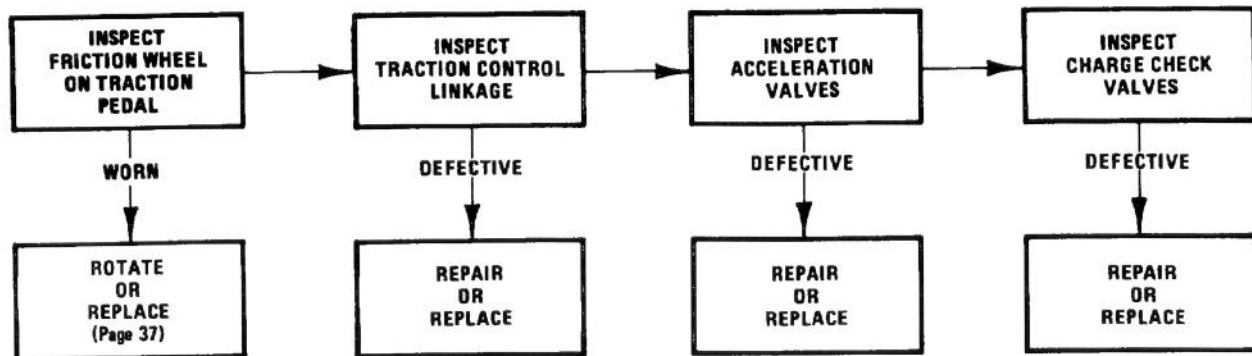 INSPECT
FRICTION WHEEL
ON TRACTION
PEDAL
INSPECT
TRACTION CONTROL
LINKAGE
INSPECT
ACCELERATION
VALVES
INSPECT
CHARGE CHECK
VALVES
WORN
DEFECTIVE
DEFECTIVE
DEFECTIVE
ROTATE
OR
REPLACE
(Page 37)
REPAIR
OR
REPLACE
REPAIR
OR
REPLACE
REPAIR
OR
REPLACE